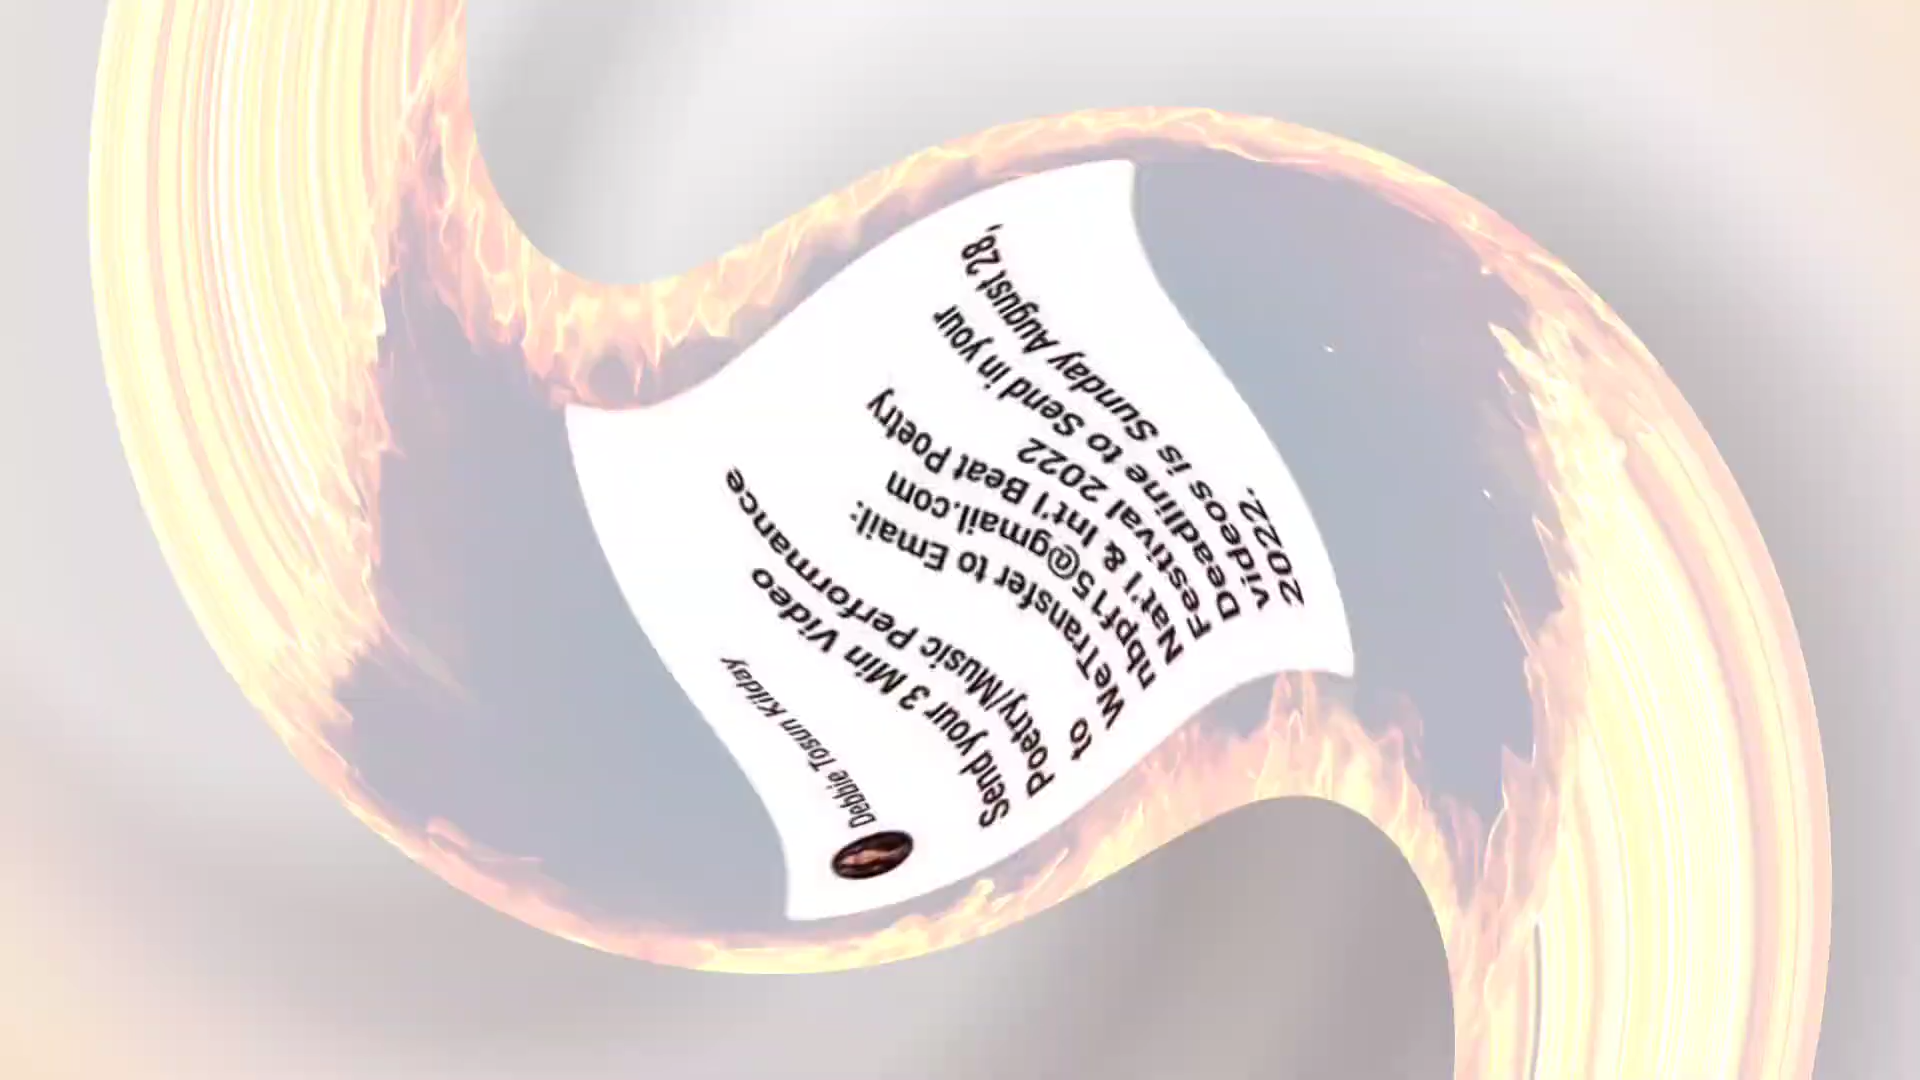 Debbie Tosun Kilday
Send your 3 Min Video
Poetry/Music Performance
to
WeTransfer to Email:
nbpf15@gmail.com
Nat'l & Int'l Beat Poetry
Festival 2022
Deadline to Send in your
videos is Sunday August 28,
2022.